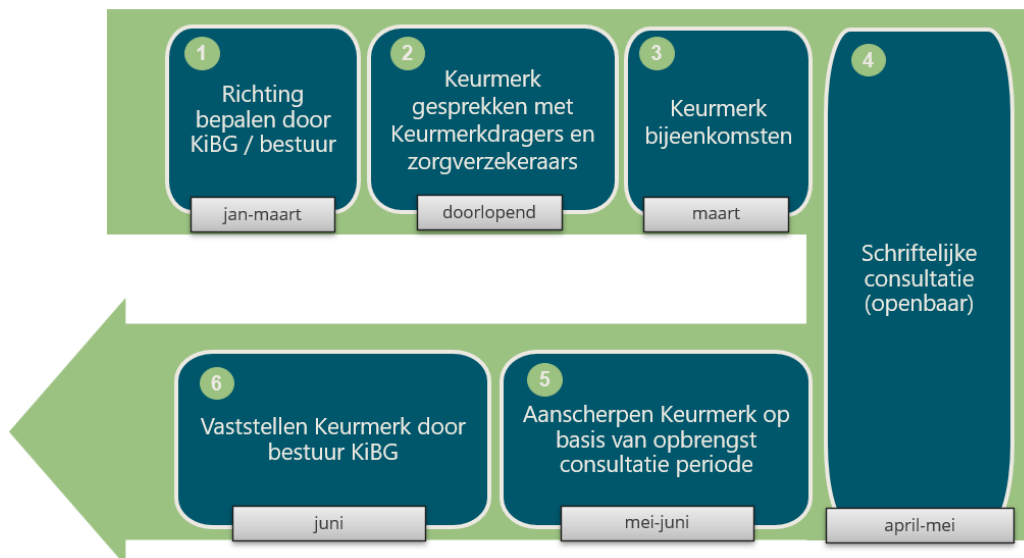 1
Richting
bepalen door
KiBG / bestuur
jan-maart
2
Keurmerk
gesprekken met
Keurmerkdragers en
zorgverzekeraars
doorlopend
3
Keurmerk
bijeenkomsten
maart
4
Schriftelijke
consultatie
(openbaar)
april-mei
5
Aanscherpen Keurmerk op
basis van opbrengst
consultatie periode
mei-juni
6
Vaststellen Keurmerk door
bestuur KiBG
juni